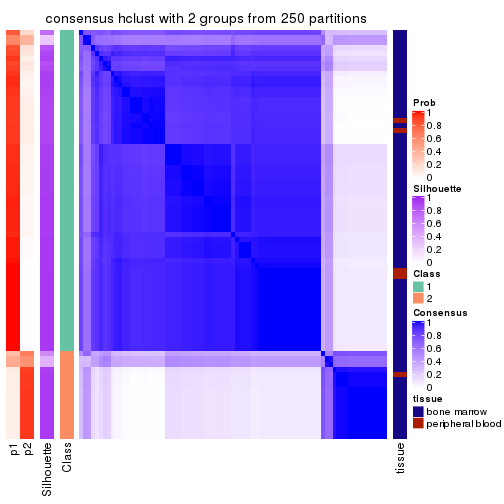 consensus hclust with 2 groups from 250 partitions
Prob
1
0.8
0.6
0.4
0.2
0
Silhouette
1
0.8
0.6
0.4
0.2
0
Class
1
2
Consensus
1
0.8
0.6
0.4
0.2
0
tissue
bone marrow
peripheral blood
p1
p2
Silhouette
Class
tissue